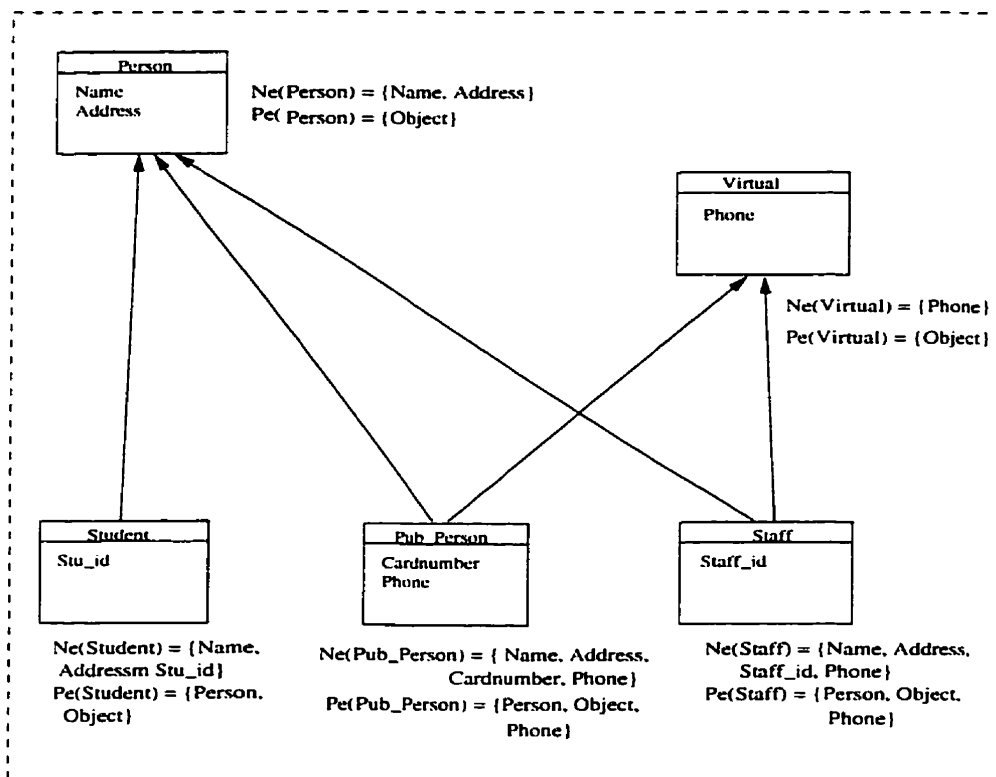 Person
Name
Address
Ne(Person) = {Name, Address}
Pe( Person) = {Object}
Virtual
Phone
Ne(Virtual) = {Phone}
Pe(Virtual) = {Object}
Student
Stu_id
Ne(Student) = {Name,
Addressm Stu_id}
Pe(Student) = {Person,
Object}
Pub_Person
Cardnumber
Phone
Ne(Pub_Person) = { Name, Address,
Cardnumber, Phone}
Pe(Pub_Person) = {Person, Object,
Phone}
Staff
Staff_id
Ne(Staff) = {Name, Address,
Staff_id, Phone}
Pe(Staff) = {Person, Object,
Phone}